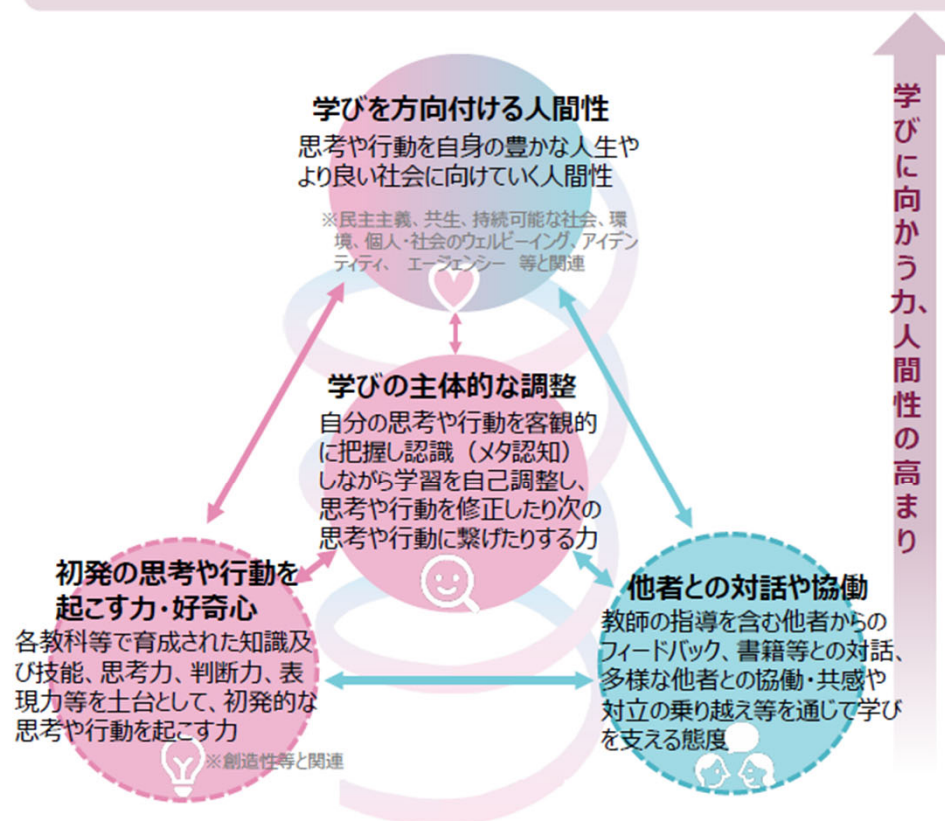 学びを方向付ける人間性
思考や行動を自身の豊かな人生や
より良い社会に向けていく人間性
※民主主義、共生、持続可能な社会、環
境、個人・社会のウェルビーイング、アイデン
ティティ、 エージェンシー 等と関連
学びの主体的な調整
自分の思考や行動を客観的
に把握し認識（メタ認知）
しながら学習を自己調整し、
思考や行動を修正したり次の
思考や行動に繋げたりする力
初発の思考や行動を
起こす力・好奇心
各教科等で育成された知識及
び技能、思考力、判断力、表
現力等を土台として、初発的な
思考や行動を起こす力
※創造性等と関連
他者との対話や協働
教師の指導を含む他者からの
フィードバック、書籍等との対話、
多様な他者との協働・共感や
対立の乗り越え等を通じて学び
を支える態度
学びに向かう力、人間性の高まり